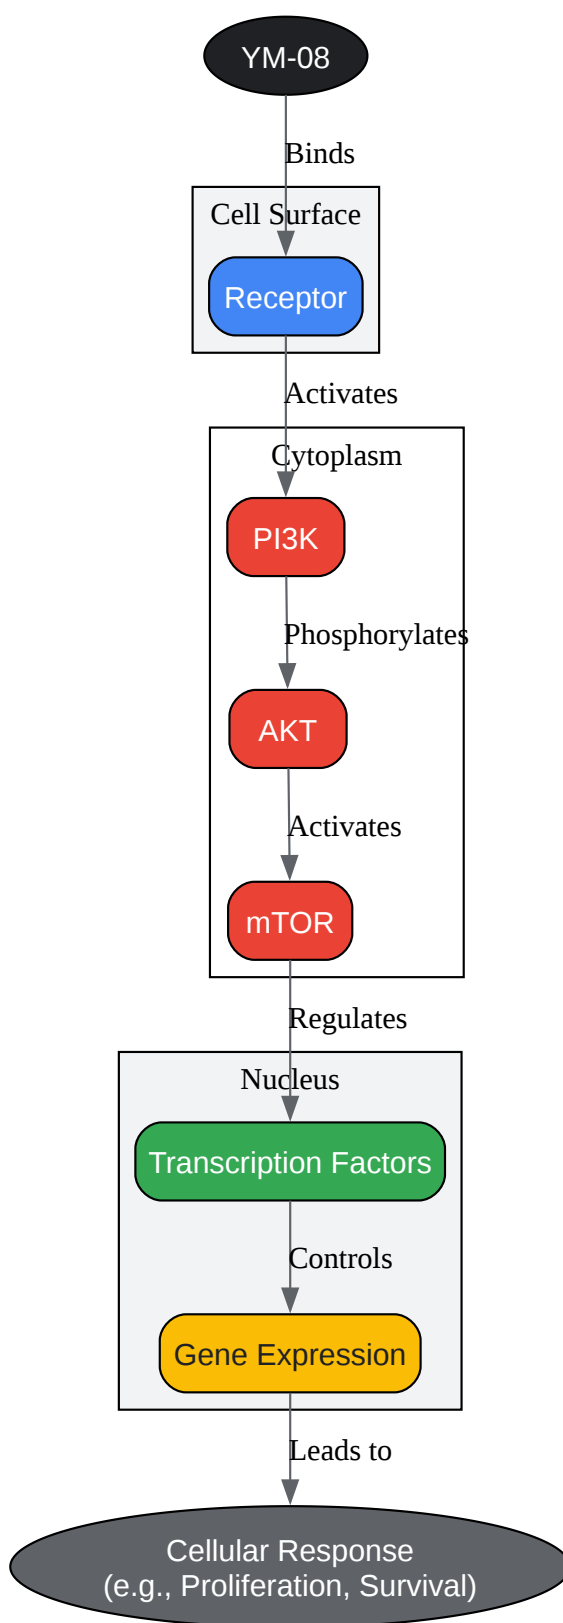 YM-08
Binds
Cell Surface
Receptor
Activates
Cytoplasm
PI3K
Phosphorylates
AKT
Activates
mTOR
Regulates
Nucleus
Transcription Factors
Controls
Gene Expression
Leads to
Cellular Response
(e.g., Proliferation, Survival)